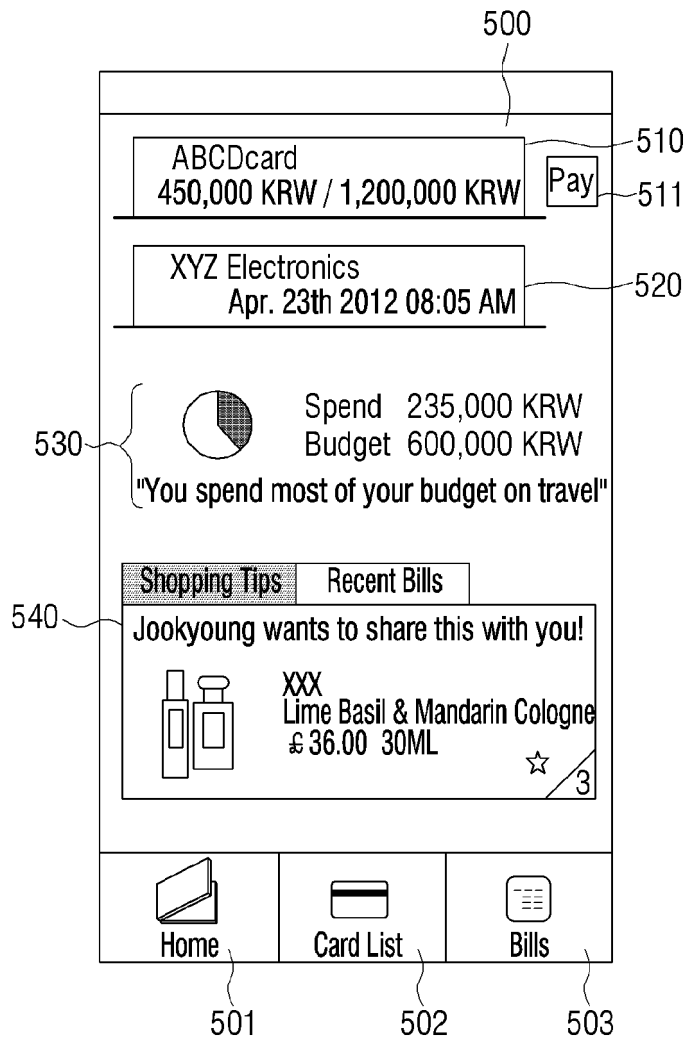 500
ABCDcard
450,000 KRW / 1,200,000 KRW
510
Pay
511
XYZ Electronics
Apr. 23th 2012 08:05 AM
520
530
Spend 235,000 KRW
Budget 600,000 KRW
"You spend most of your budget on travel"
Shopping Tips Recent Bills
540
Jookyoung wants to share this with you!
XXX
Lime Basil & Mandarin Cologne
£ 36.00 30ML
3
Home Card List Bills
501 502 503